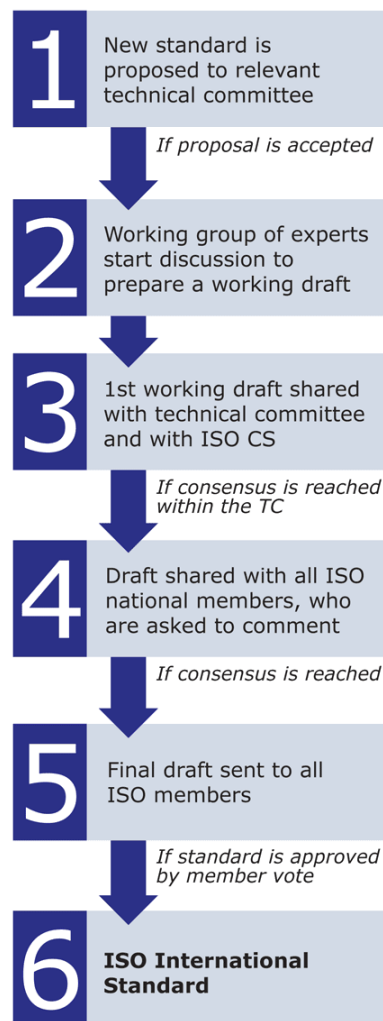 1
New standard is
proposed to relevant
technical committee
If proposal is accepted
2
Working group of experts
start discussion to
prepare a working draft
3
1st working draft shared
with technical committee
and with ISO CS
If consensus is reached
within the TC
4
Draft shared with all ISO
national members, who
are asked to comment
If consensus is reached
5
Final draft sent to all
ISO members
If standard is approved
by member vote
6
ISO International
Standard